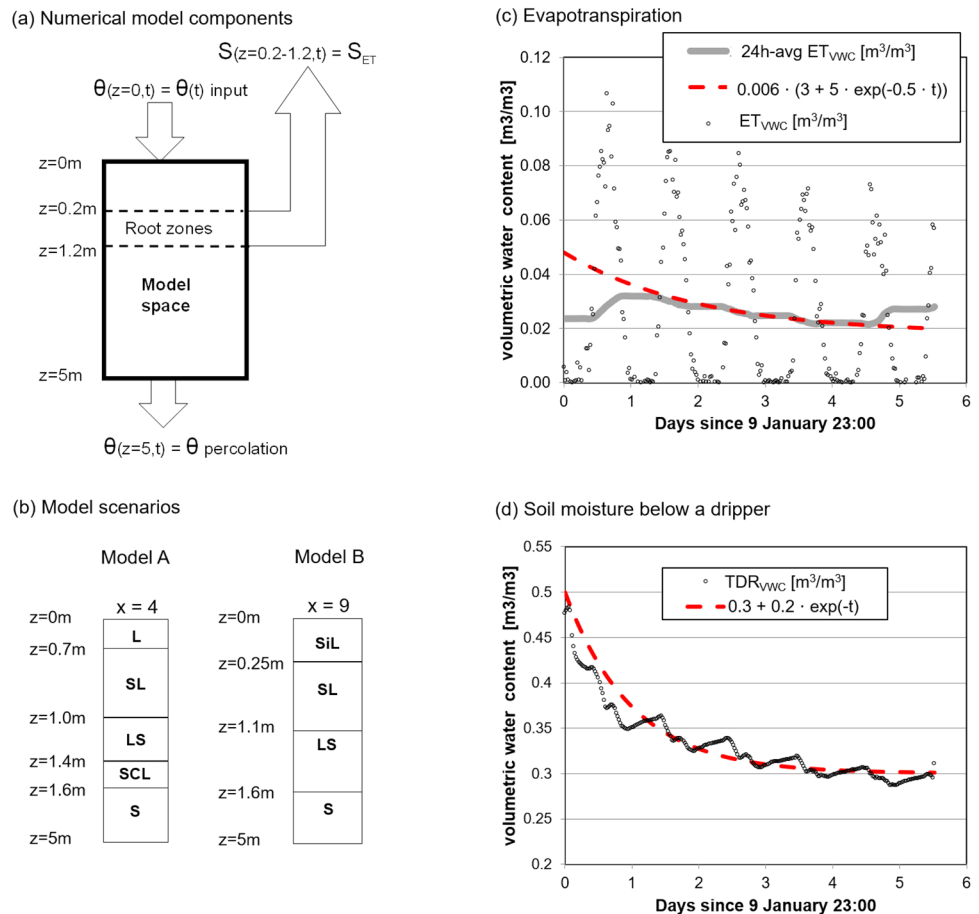 (a) Numerical model components
S(z=0.2-1.2,t) = SET
θ(z=0,t) = θ(t) input
z=0m
z=0.2m
Root zones
z=1.2m
Model
space
z=5m
θ(z=5,t) = θ percolation
(b) Model scenarios
Model A
x = 4
z=0m
L
z=0.7m
SL
z=1.0m
LS
z=1.4m
SCL
z=1.6m
S
z=5m
Model B
x = 9
z=0m
SiL
z=0.25m
SL
z=1.1m
LS
z=1.6m
S
z=5m
(c) Evapotranspiration
24h-avg ETVWC [m³/m³]
0.006 · (3 + 5 · exp(-0.5 · t))
ETVWC [m³/m³]
volumetric water content [m3/m3]
0.12
0.10
0.08
0.06
0.04
0.02
0.00
0 1 2 3 4 5 6
Days since 9 January 23:00
(d) Soil moisture below a dripper
TDRVWC [m³/m³]
0.3 + 0.2 · exp(-t)
volumetric water content [m3/m3]
0.55
0.5
0.45
0.4
0.35
0.3
0.25
0.2
0 1 2 3 4 5 6
Days since 9 January 23:00